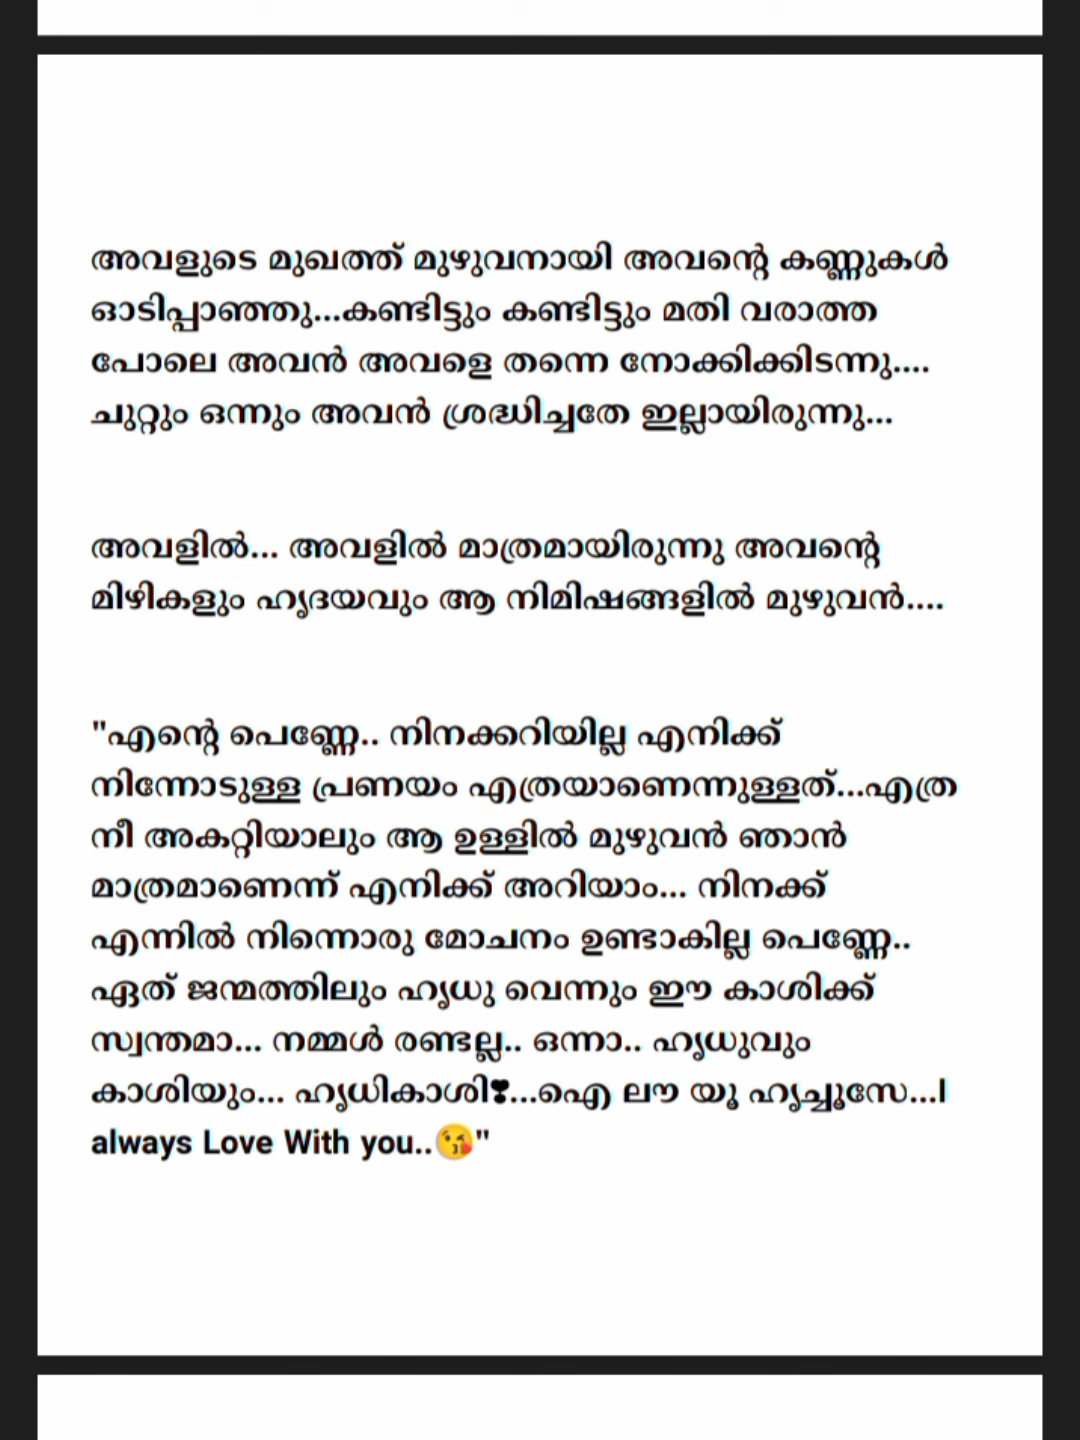 അവളുടെ മുഖത്ത് മുഴുവനായി അവന്റെ കണ്ണുകൾ
ഓടിപ്പാഞ്ഞു...കണ്ടിട്ടും കണ്ടിട്ടും മതി വരാത്ത
പോലെ അവൻ അവളെ തന്നെ നോക്കിക്കിടന്നു....
ചുറ്റും ഒന്നും അവൻ ശ്രദ്ധിച്ചതേ ഇല്ലായിരുന്നു...
അവളിൽ... അവളിൽ മാത്രമായിരുന്നു അവന്റെ
മിഴികളും ഹൃദയവും ആ നിമിഷങ്ങളിൽ മുഴുവൻ....
"എന്റെ പെണ്ണേ.. നിനക്കറിയില്ല എനിക്ക്
നിന്നോടുള്ള പ്രണയം എത്രയാണെന്നുള്ളത്...എത്ര
നീ അകറ്റിയാലും ആ ഉള്ളിൽ മുഴുവൻ ഞാൻ
മാത്രമാണെന്ന് എനിക്ക് അറിയാം... നിനക്ക്
എന്നിൽ നിന്നൊരു മോചനം ഉണ്ടാകില്ല പെണ്ണേ..
ഏത് ജന്മത്തിലും ഹൃധു വെന്നും ഈ കാശിക്ക്
സ്വന്തമാ... നമ്മൾ രണ്ടല്ല.. ഒന്നാ.. ഹൃധുവും
കാശിയും... ഹൃധികാശി❣...ഐ ലൗ യൂ ഹൃച്ചൂസേ...I
always Love With you..😘"